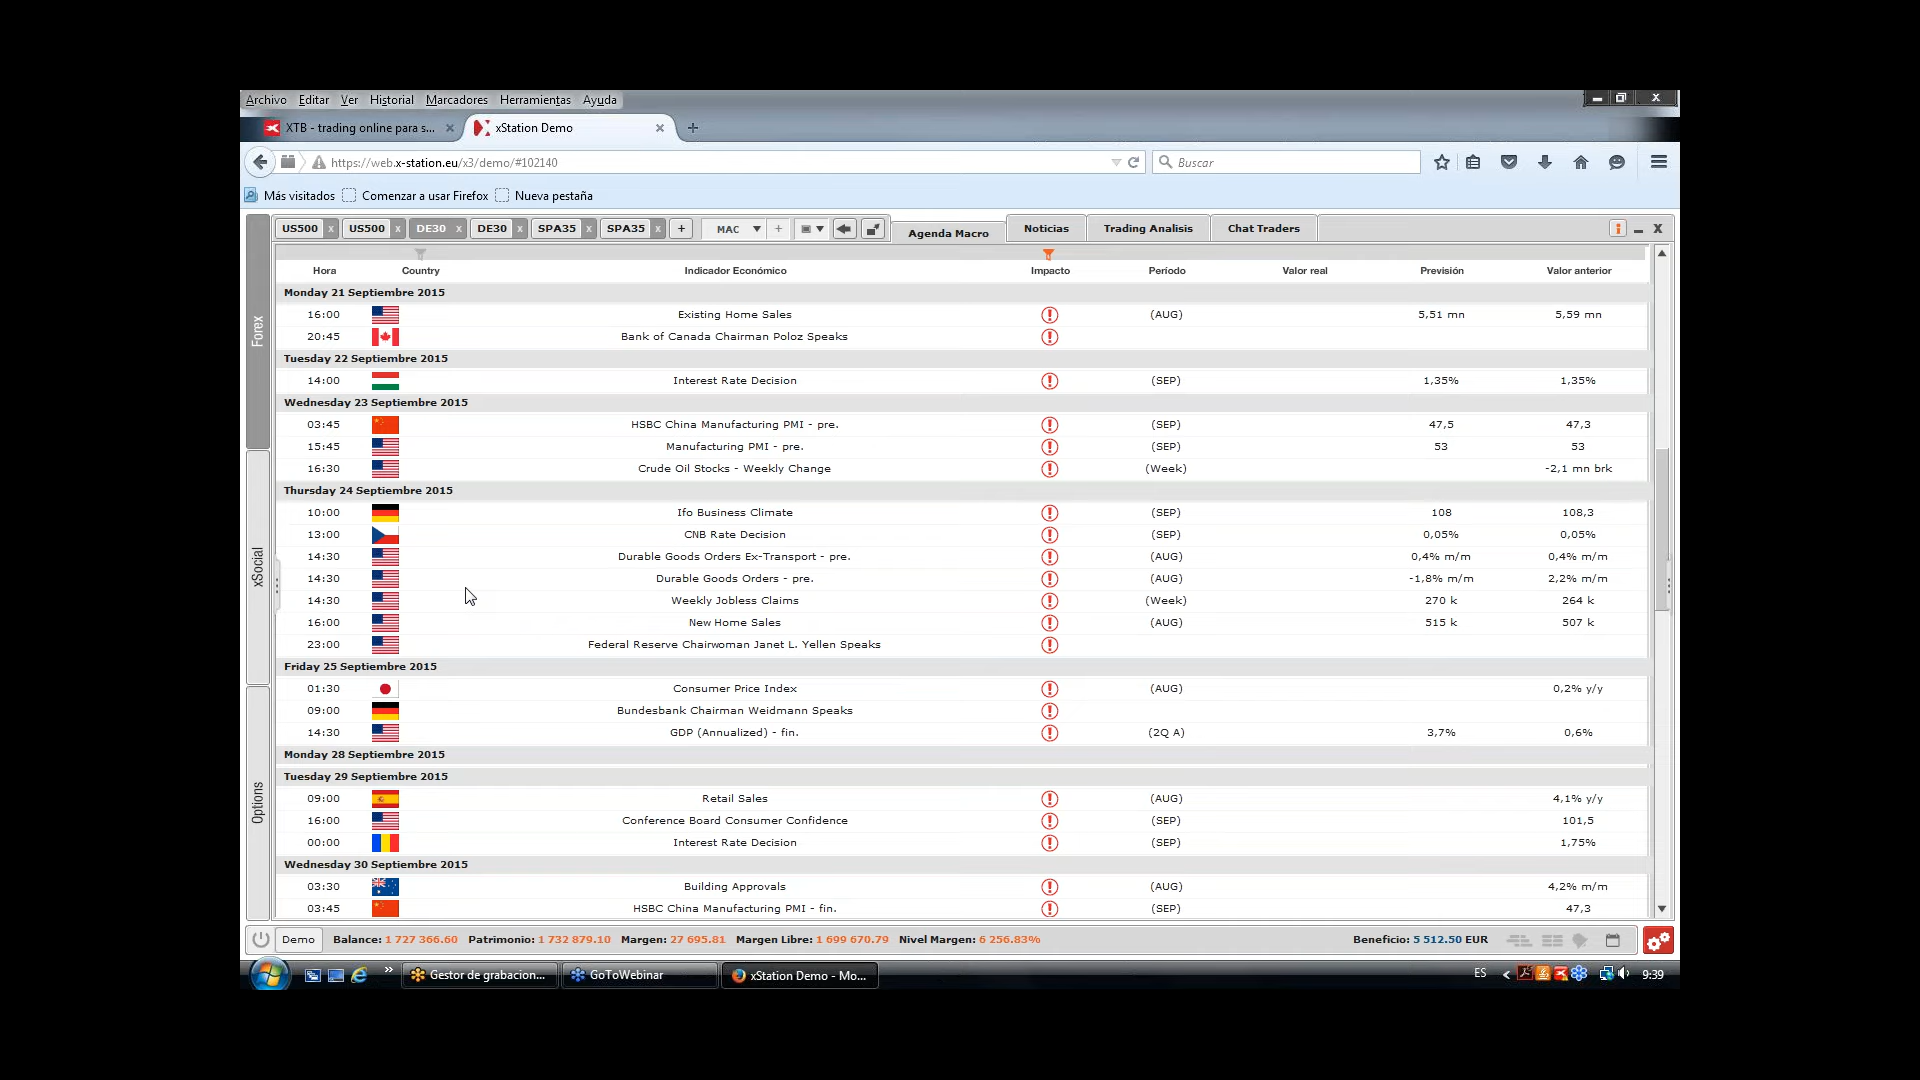 Archivo Editar Ver Historial Marcadores Herramientas Ayuda
XTB - trading online para s... xStation Demo
https://web.x-station.eu/x3/demo/#102140 Buscar
Más visitados Comenzar a usar Firefox Nueva pestaña
US500 x US500 x DE30 x DE30 x SPA35 x SPA35 x + MAC + Agenda Macro Noticias Trading Analisis Chat Traders
Hora Country Indicador Económico Impacto Período Valor real Previsión Valor anterior
Monday 21 Septiembre 2015
16:00 Existing Home Sales (AUG) 5,51 mn 5,59 mn
20:45 Bank of Canada Chairman Poloz Speaks
Tuesday 22 Septiembre 2015
14:00 Interest Rate Decision (SEP) 1,35% 1,35%
Wednesday 23 Septiembre 2015
03:45 HSBC China Manufacturing PMI - pre. (SEP) 47,5 47,3
15:45 Manufacturing PMI - pre. (SEP) 53 53
16:30 Crude Oil Stocks - Weekly Change (Week) -2,1 mn brk
Thursday 24 Septiembre 2015
10:00 Ifo Business Climate (SEP) 108 108,3
13:00 CNB Rate Decision (SEP) 0,05% 0,05%
14:30 Durable Goods Orders Ex-Transport - pre. (AUG) 0,4% m/m 0,4% m/m
14:30 Durable Goods Orders - pre. (AUG) -1,8% m/m 2,2% m/m
14:30 Weekly Jobless Claims (Week) 270 k 264 k
16:00 New Home Sales (AUG) 515 k 507 k
23:00 Federal Reserve Chairwoman Janet L. Yellen Speaks
Friday 25 Septiembre 2015
01:30 Consumer Price Index (AUG) 0,2% y/y
09:00 Bundesbank Chairman Weidmann Speaks
14:30 GDP (Annualized) - fin. (2Q A) 3,7% 0,6%
Monday 28 Septiembre 2015
Tuesday 29 Septiembre 2015
09:00 Retail Sales (AUG) 4,1% y/y
16:00 Conference Board Consumer Confidence (SEP) 101,5
00:00 Interest Rate Decision (SEP) 1,75%
Wednesday 30 Septiembre 2015
03:30 Building Approvals (AUG) 4,2% m/m
03:45 HSBC China Manufacturing PMI - fin. (SEP) 47,3
Forex
xSocial
Options
Demo Balance: 1 727 366.60 Patrimonio: 1 732 879.10 Margen: 27 695.81 Margen Libre: 1 699 670.79 Nivel Margen: 6 256.83% Beneficio: 5 512.50 EUR
Gestor de grabacion... GoToWebinar xStation Demo - Mo... ES 9:39